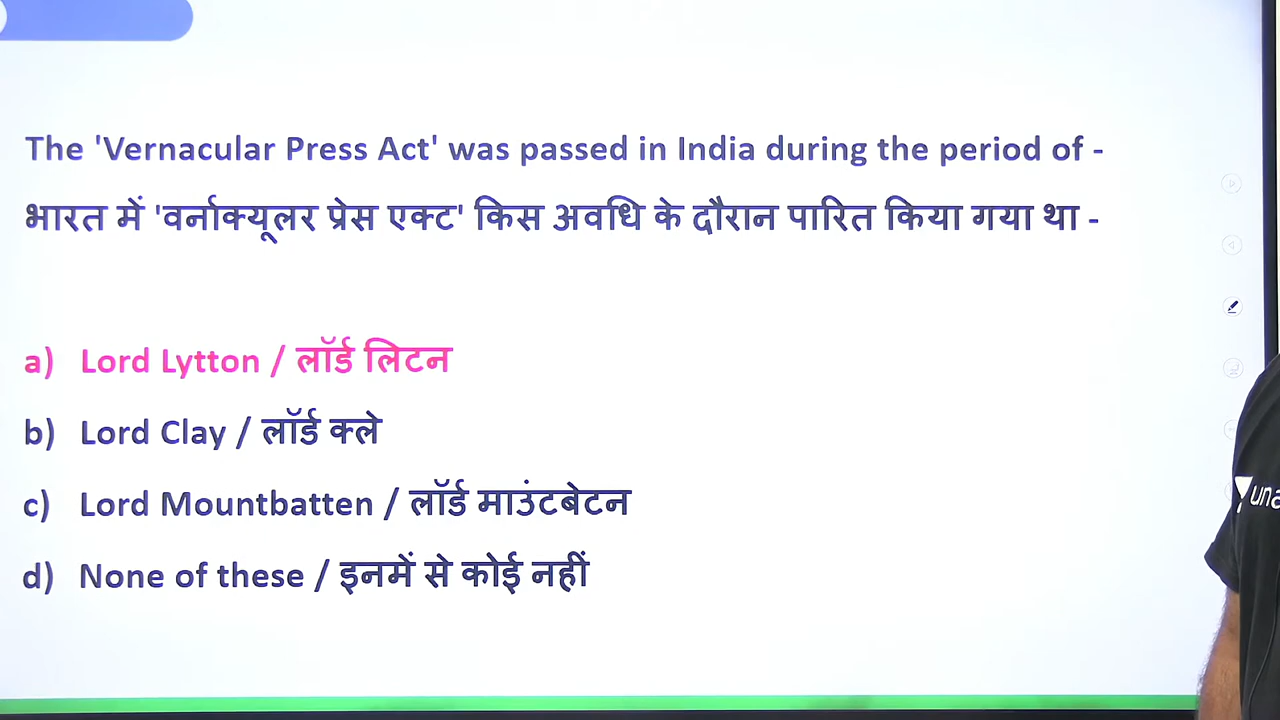 The 'Vernacular Press Act' was passed in India during the period of -
भारत में 'वर्नाक्यूलर प्रेस एक्ट' किस अवधि के दौरान पारित किया गया था -
a) Lord Lytton / लॉर्ड लिटन
b) Lord Clay / लॉर्ड क्ले
c) Lord Mountbatten / लॉर्ड माउंटबेटन
d) None of these / इनमें से कोई नहीं